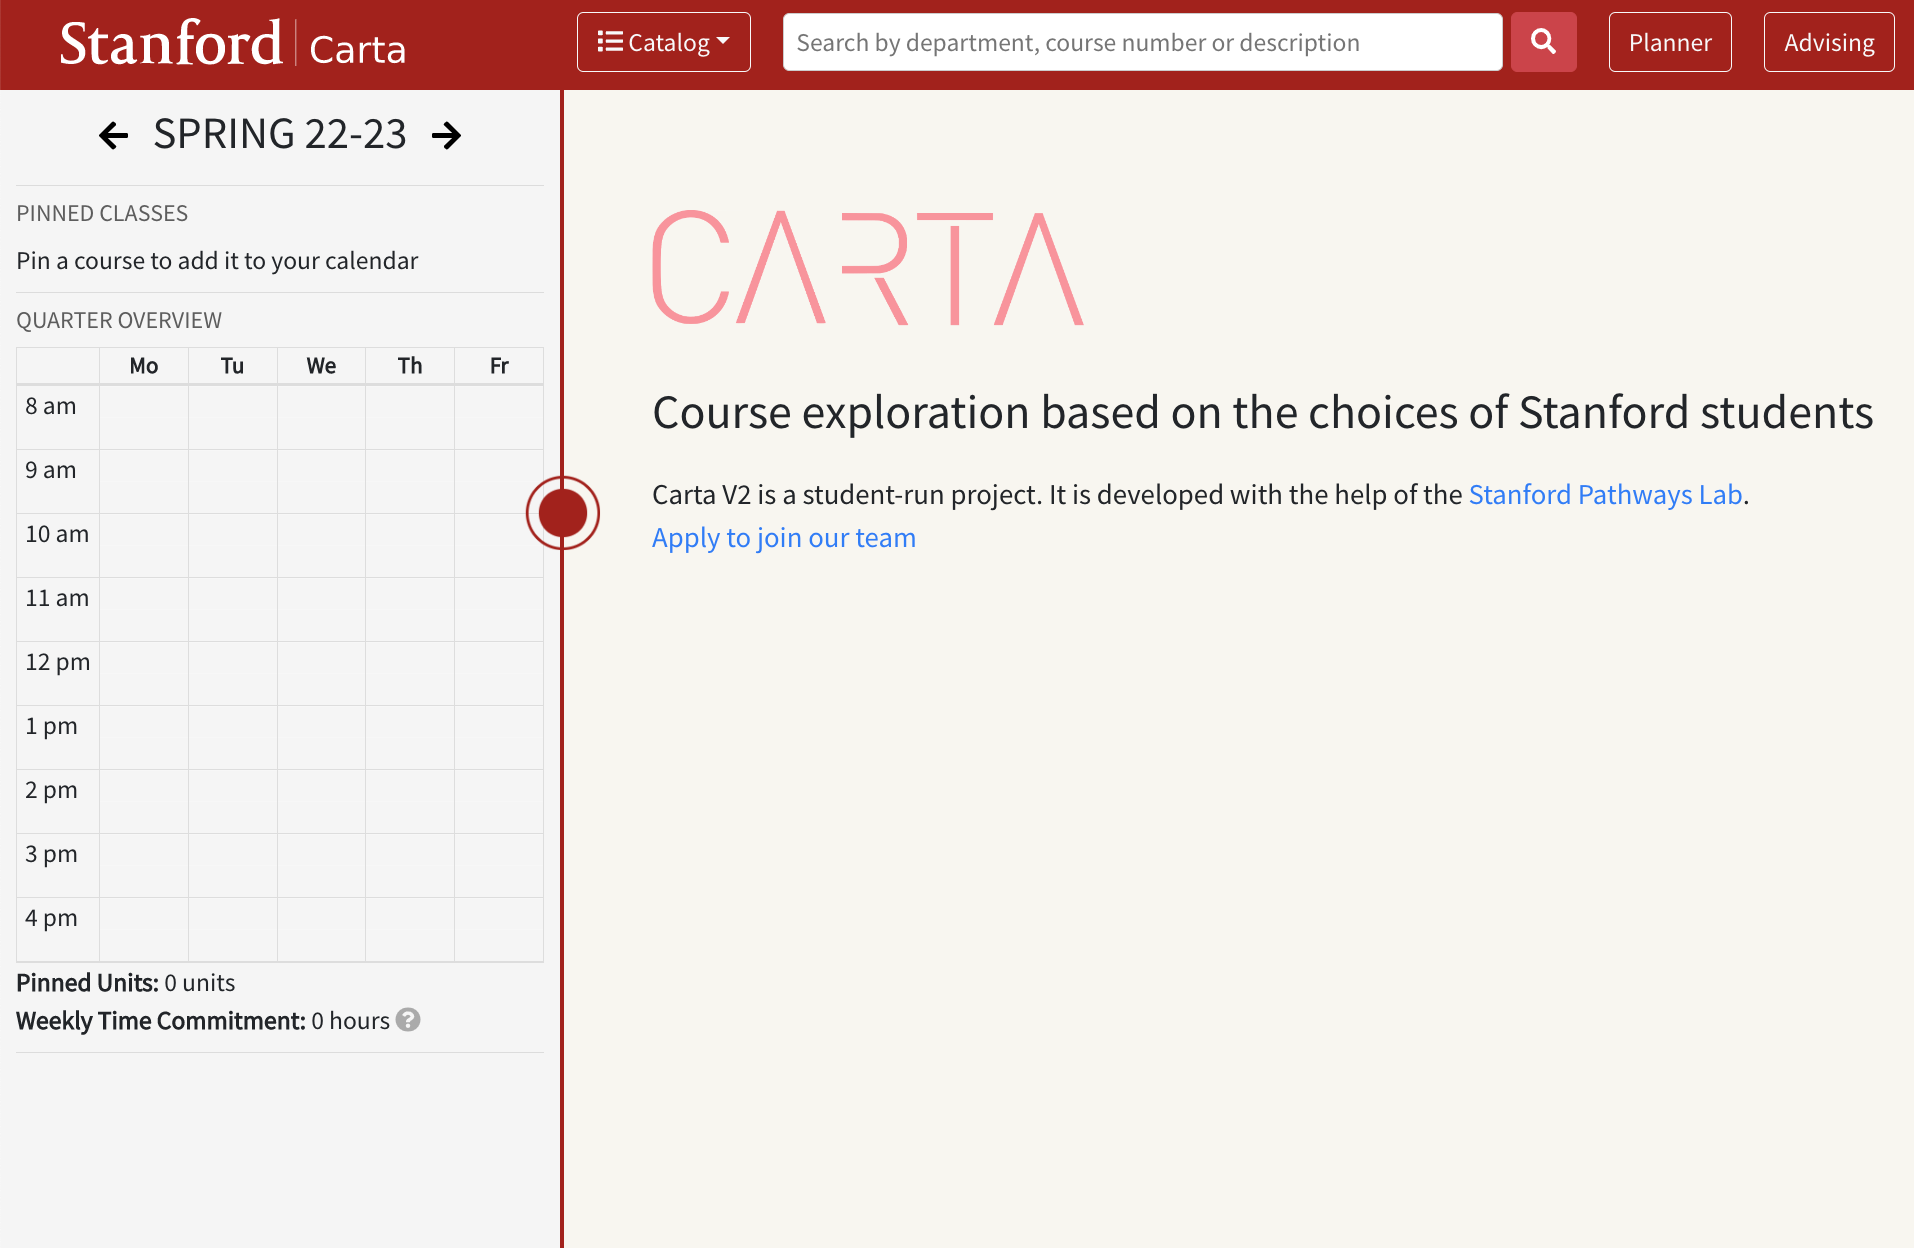 Stanford Carta
Catalog
Search by department, course number or description
Planner
Advising
SPRING 22-23
PINNED CLASSES
Pin a course to add it to your calendar
QUARTER OVERVIEW
Mo Tu We Th Fr
8 am
9 am
10 am
11 am
12 pm
1 pm
2 pm
3 pm
4 pm
Pinned Units: 0 units
Weekly Time Commitment: 0 hours ?
CARTA
Course exploration based on the choices of Stanford students
Carta V2 is a student-run project. It is developed with the help of the Stanford Pathways Lab.
Apply to join our team